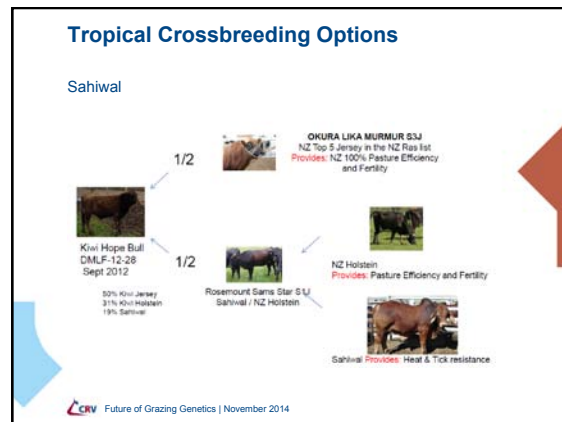 Tropical Crossbreeding Options
Sahiwal
OKURA LIKA MURMUR S3J
NZ Top 5 Jersey in the NZ Ras list
Provides: NZ 100% Pasture Efficiency
and Fertility
1/2
Kiwi Hope Bull
DMLF-12-28
Sept 2012
1/2
50% Kiwi Jersey
31% Kiwi Holstein
19% Sahiwal
Rosemount Sams Star S1J
Sahiwal / NZ Holstein
NZ Holstein
Provides: Pasture Efficiency and Fertility
Sahiwal Provides: Heat & Tick resistance
CRV Future of Grazing Genetics | November 2014